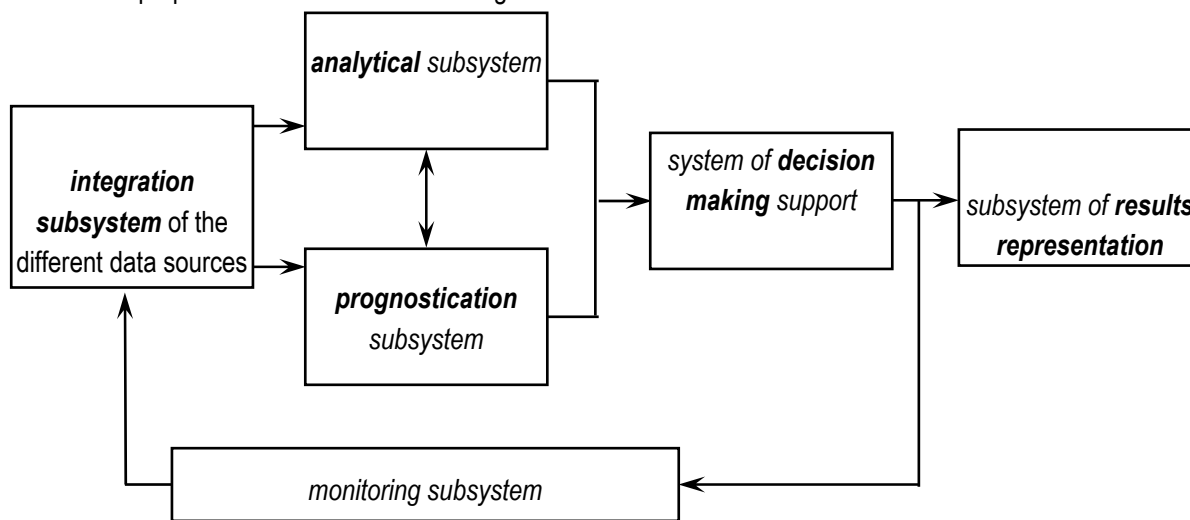 analytical subsystem
integration
subsystem of the
different data sources
prognostication
subsystem
system of decision
making support
subsystem of results
representation
monitoring subsystem